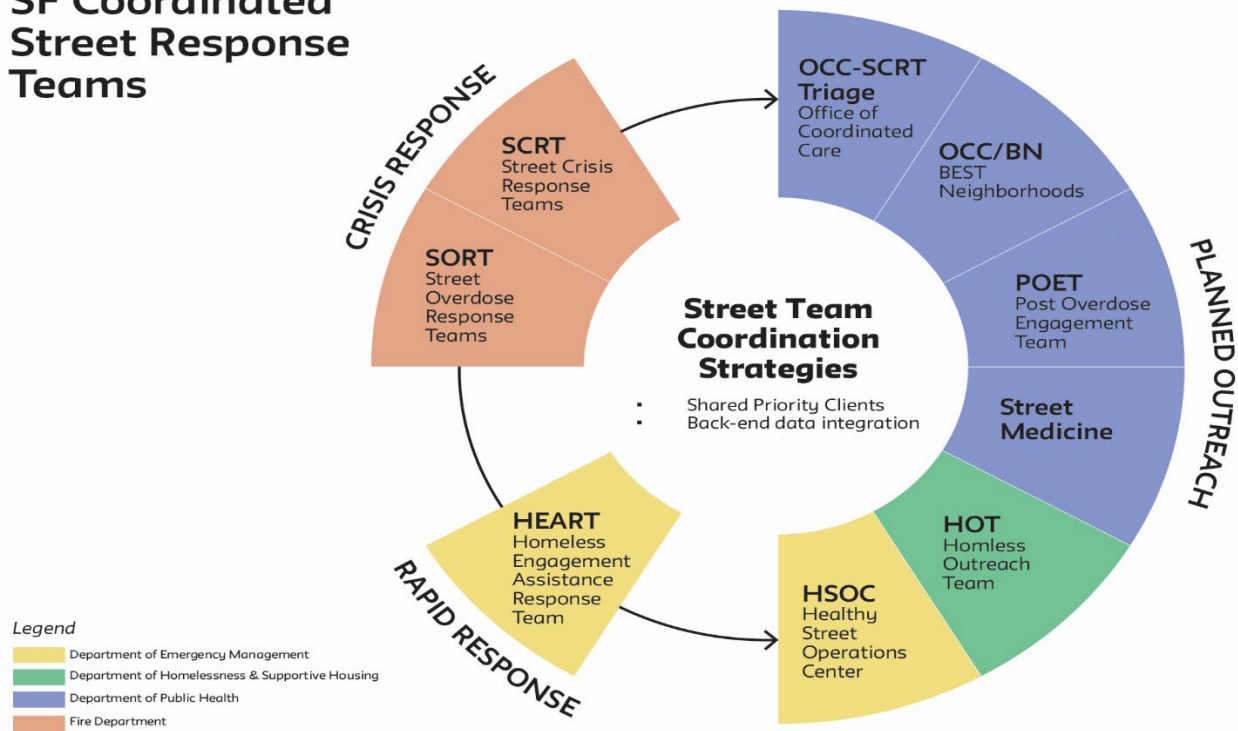 SF Coordinated
Street Response
Teams
CRISIS RESPONSE
SCRT
Street Crisis
Response
Teams
SORT
Street
Overdose
Response
Teams
OCC-SCRT
Triage
Office of
Coordinated
Care
OCC/BN
BEST
Neighborhoods
POET
Post Overdose
Engagement
Team
Street
Medicine
PLANNED OUTREACH
HOT
Homless
Outreach
Team
HSOC
Healthy
Street
Operations
Center
Street Team
Coordination
Strategies
▪ Shared Priority Clients
▪ Back-end data integration
HEART
Homeless
Engagement
Assistance
Response
Team
RAPID RESPONSE
Legend
Department of Emergency Management
Department of Homelessness & Supportive Housing
Department of Public Health
Fire Department